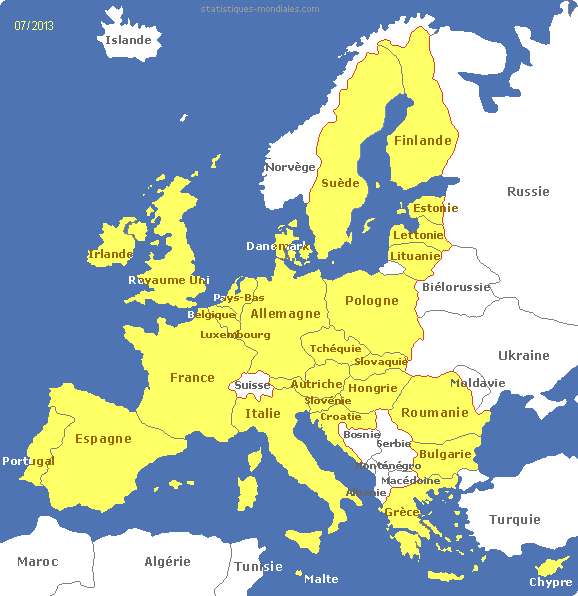 statistiques-mondiales.com
07/2013
Islande
Finlande
Norvège
Suède
Russie
Estonie
Lettonie
Danemark
Irlande
Lituanie
Royaume Uni
Biélorussie
Pays-Bas
Pologne
Belgique
Allemagne
Luxembourg
Tchéquie
Ukraine
Slovaquie
France
Suisse
Autriche
Hongrie
Moldavie
Slovénie
Italie
Croatie
Roumanie
Espagne
Bosnie
Serbie
Bulgarie
Portugal
Monténégro
Macédoine
Albanie
Grèce
Turquie
Maroc
Algérie
Tunisie
Malte
Chypre